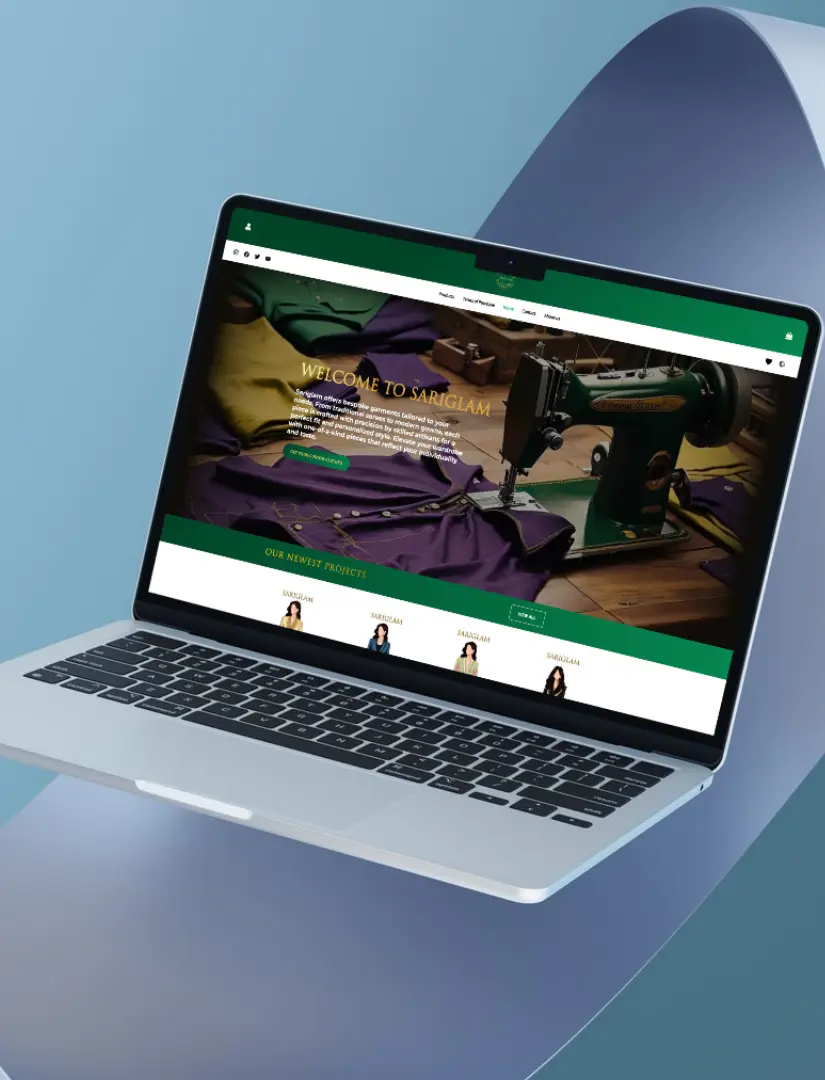 Products Terms of Purchase Home Contact About us
WELCOME TO SARIGLAM
Sariglam offers bespoke garments tailored to your
needs. From traditional sarees to modern gowns, each
piece is crafted with precision by skilled artisans for a
perfect fit and personalized style. Elevate your wardrobe
with one-of-a-kind pieces that reflect your individuality
and taste.
OUR NEWEST PROJECTS
VIEW ALL
SARIGLAM
SARIGLAM
SARIGLAM
SARIGLAM